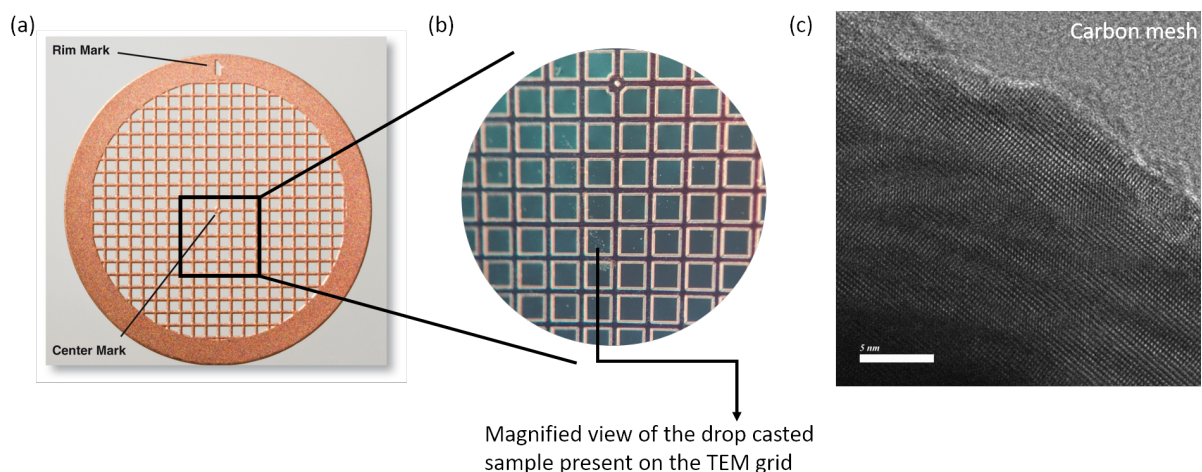 (a)
Rim Mark
Center Mark
(b)
Magnified view of the drop casted
sample present on the TEM grid
(c)
Carbon mesh
5 nm